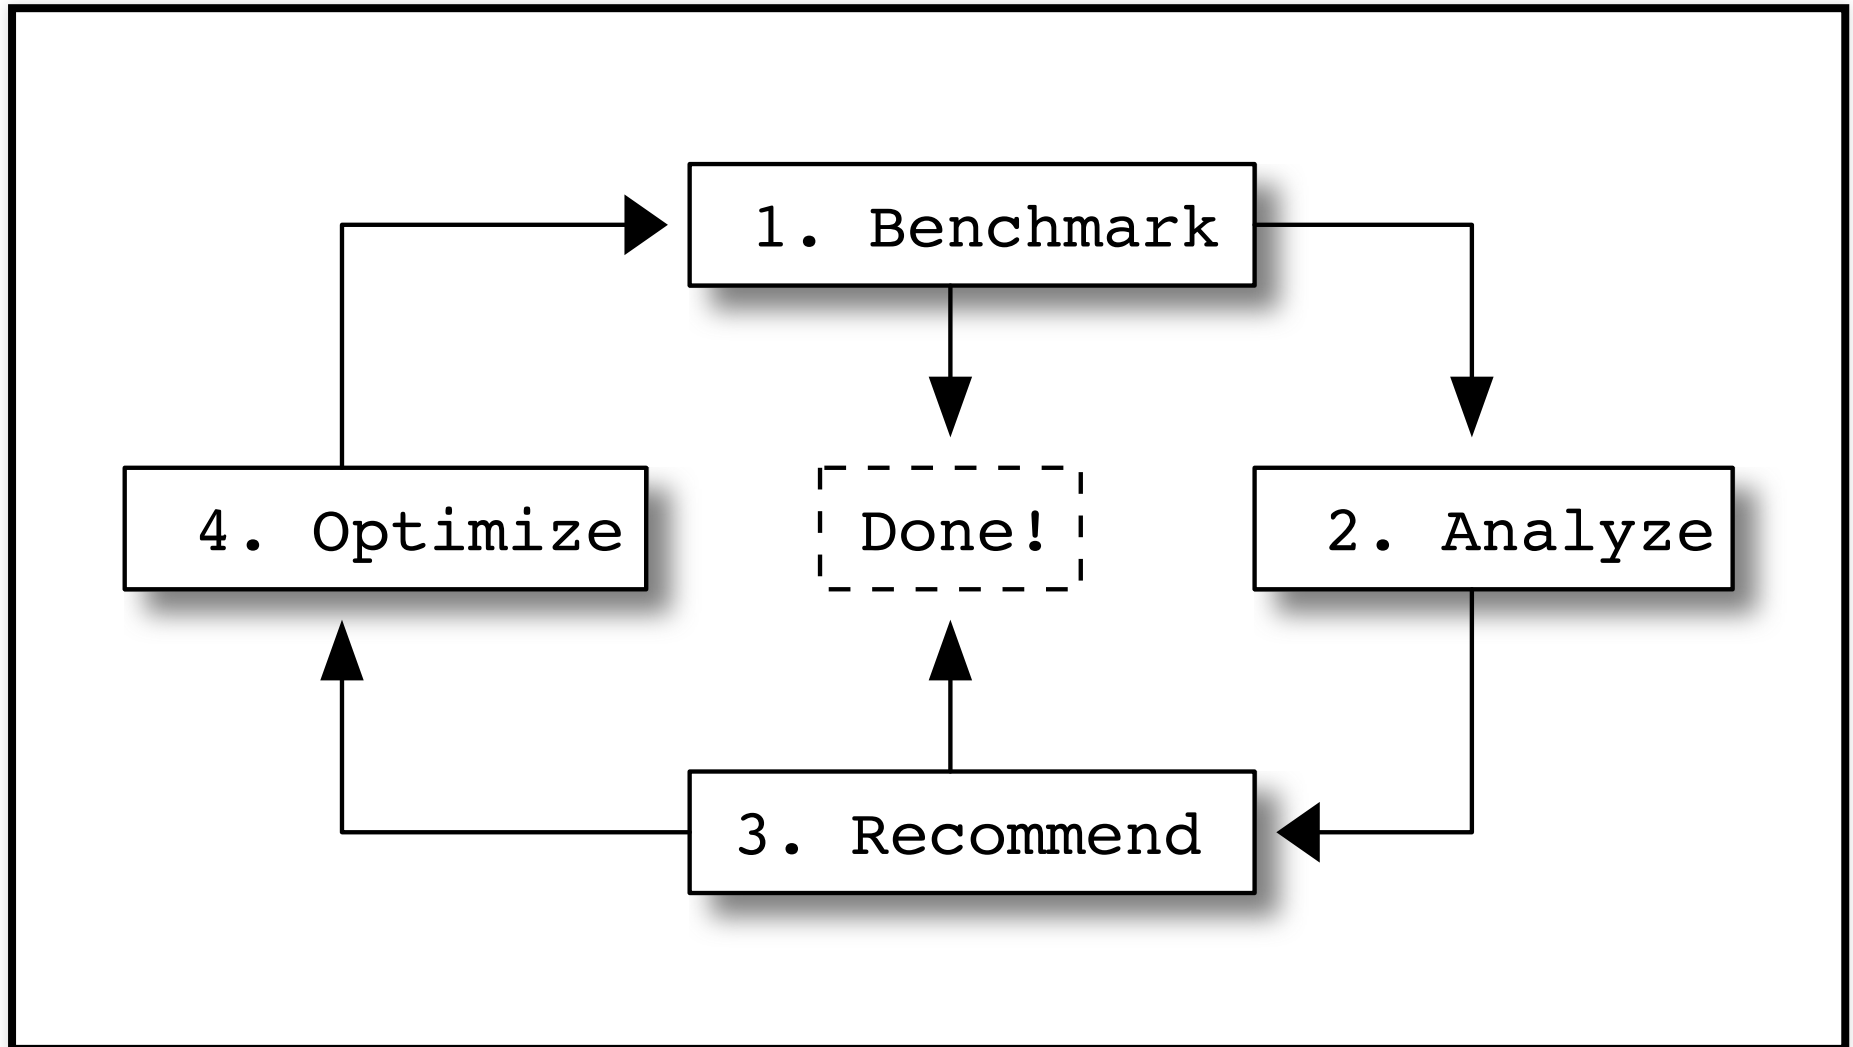 1. Benchmark
4. Optimize
Done!
2. Analyze
3. Recommend